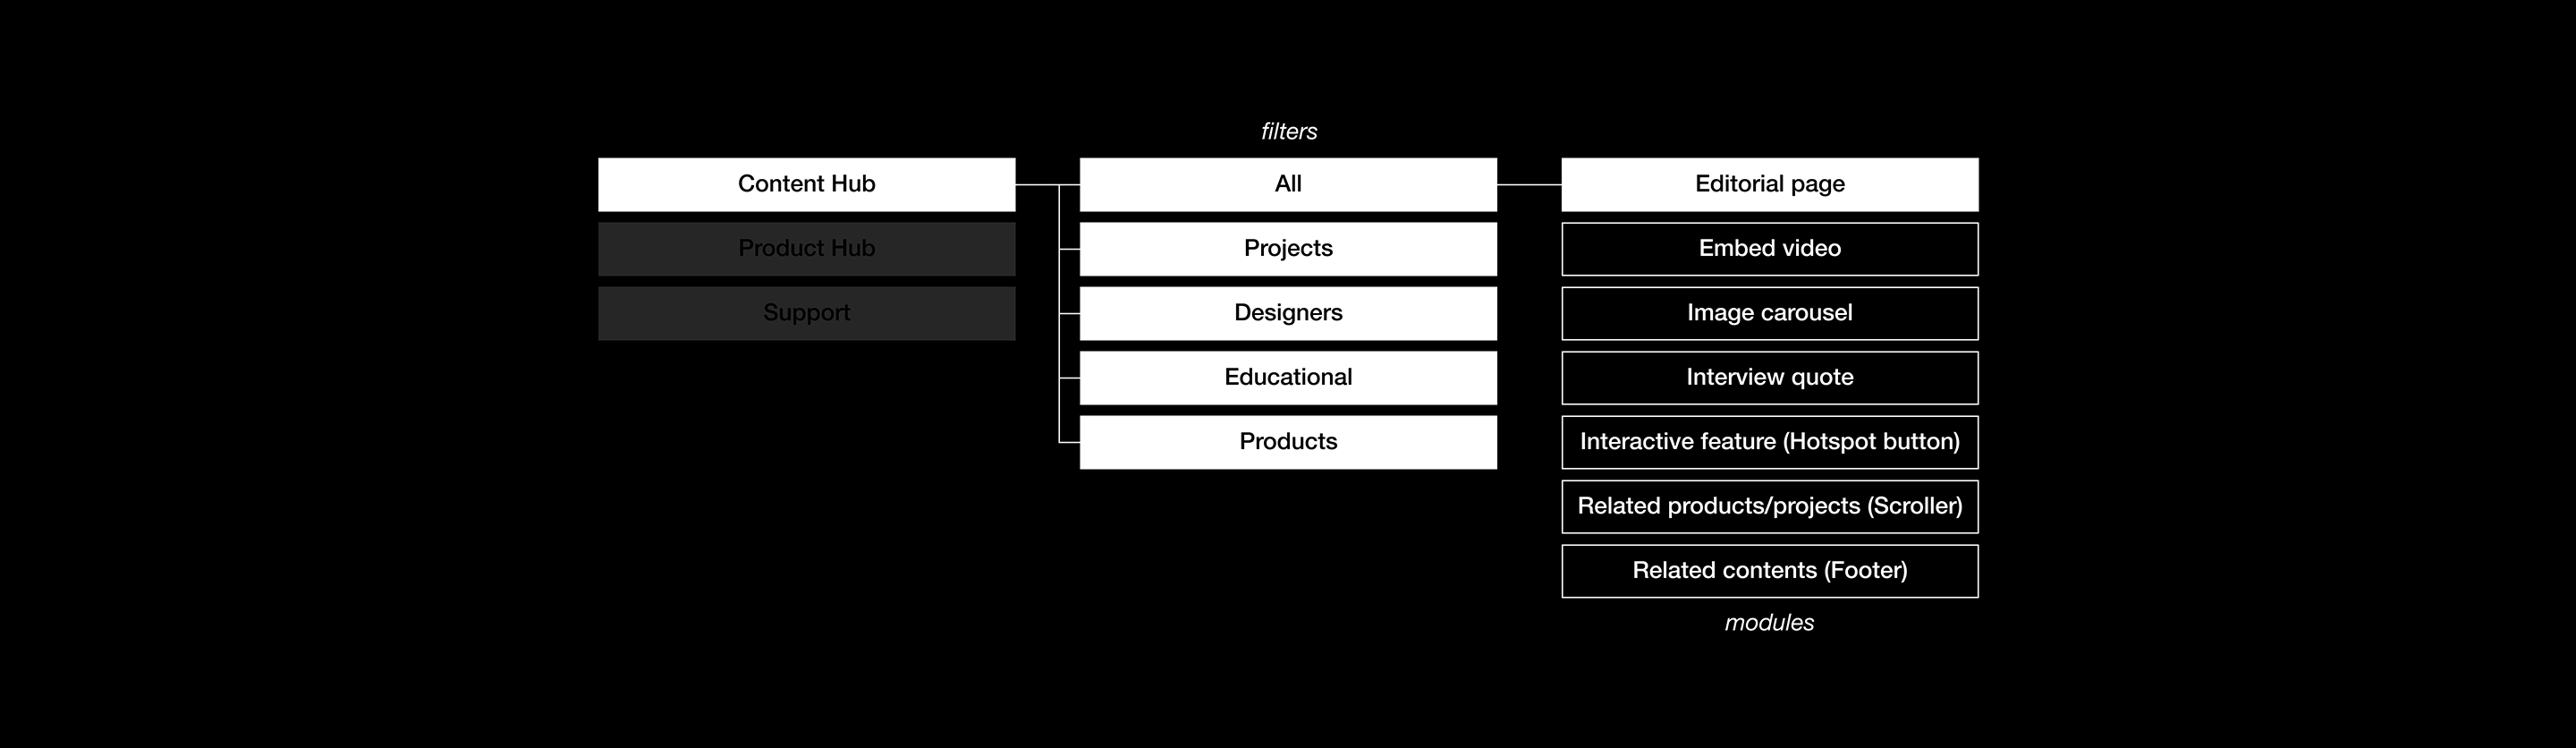 Content Hub
Product Hub
Support
filters
All
Projects
Designers
Educational
Products
Editorial page
Embed video
Image carousel
Interview quote
Interactive feature (Hotspot button)
Related products/projects (Scroller)
Related contents (Footer)
modules